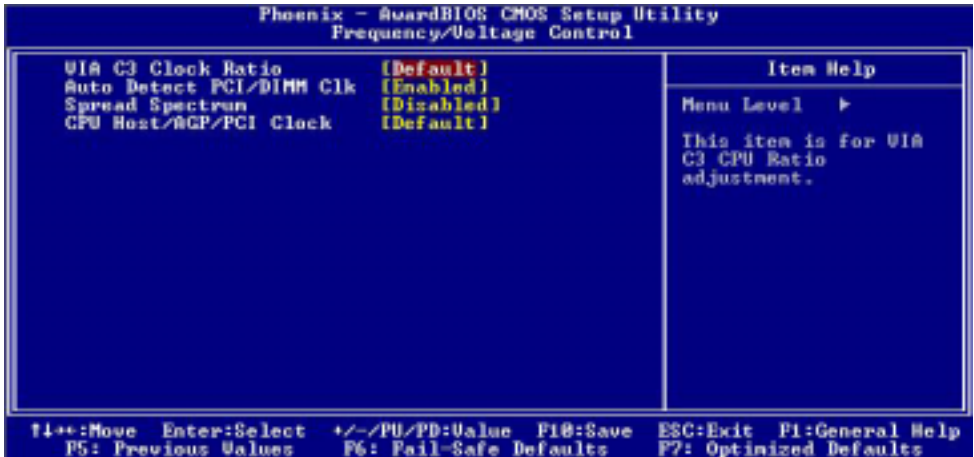 Phoenix - AwardBIOS CMOS Setup Utility
Frequency/Voltage Control
VIA C3 Clock Ratio [Default]
Auto Detect PCI/DIMM Clk [Enabled]
Spread Spectrum [Disabled]
CPU Host/AGP/PCI Clock [Default]
Item Help
Menu Level ▶
This item is for VIA
C3 CPU Ratio
adjustment.
↑↓→←:Move Enter:Select +/-/PU/PD:Value F10:Save ESC:Exit F1:General Help
F5: Previous Values F6: Fail-Safe Defaults F7: Optimized Defaults